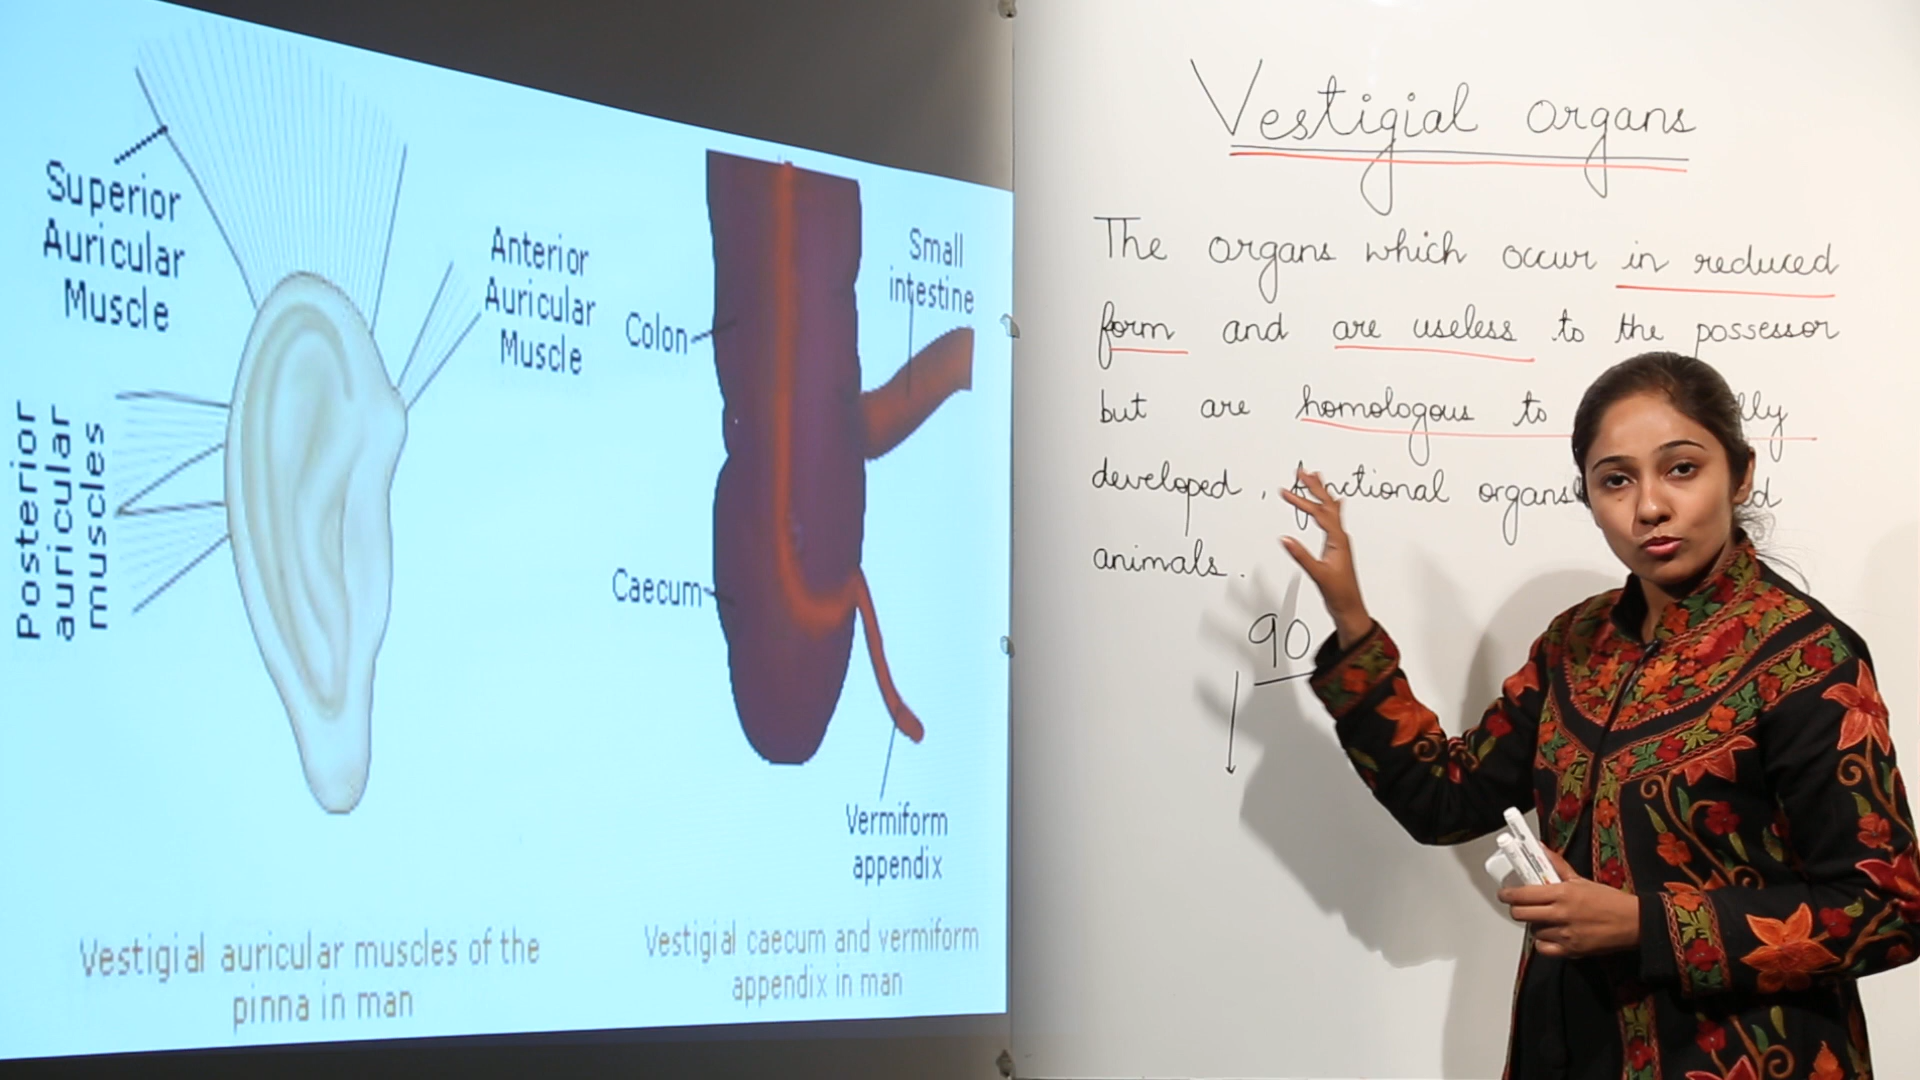 Superior
Auricular
Muscle
Anterior
Auricular
Muscle
Posterior
auricular
muscles
Vestigial auricular muscles of the
pinna in man
Small
intestine
Colon
Caecum
Vermiform
appendix
Vestigial caecum and vermiform
appendix in man
Vestigial organs
The organs which occur in reduced
form and are useless to the possessor
but are homologous to
developed, functional organs
animals.
90